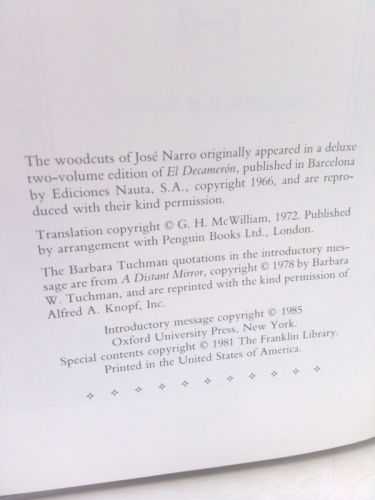 The woodcuts of José Narro originally appeared in a deluxe
two-volume edition of El Decamerón, published in Barcelona
by Ediciones Nauta, S.A., copyright 1966, and are repro-
duced with their kind permission.
Translation copyright © G. H. McWilliam, 1972. Published
by arrangement with Penguin Books Ltd., London.
The Barbara Tuchman quotations in the introductory mes-
sage are from A Distant Mirror, copyright © 1978 by Barbara
W. Tuchman, and are reprinted with the kind permission of
Alfred A. Knopf, Inc.
Introductory message copyright © 1985
Oxford University Press, New York.
Special contents copyright © 1981 The Franklin Library.
Printed in the United States of America.